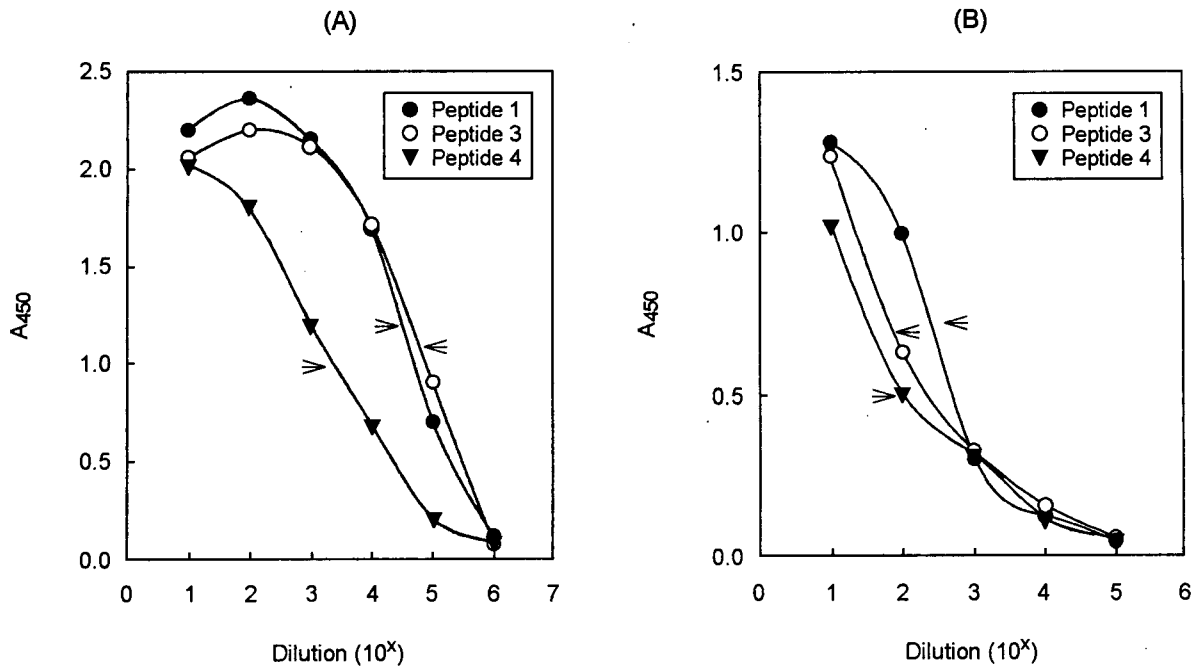 (A)
2.5
2.0
1.5
1.0
0.5
0.0
A450
0 1 2 3 4 5 6 7
Dilution (10^x)
Peptide 1
Peptide 3
Peptide 4
(B)
1.5
1.0
0.5
0.0
A450
0 1 2 3 4 5 6
Dilution (10^x)
Peptide 1
Peptide 3
Peptide 4